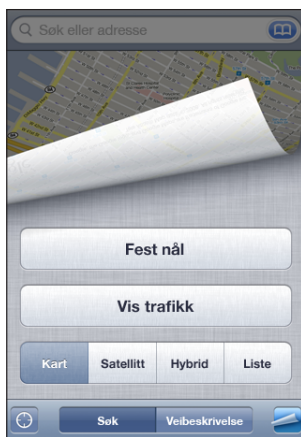 Søk eller adresse
Fest nål
Vis trafikk
Kart Satellitt Hybrid Liste
Søk Veibeskrivelse